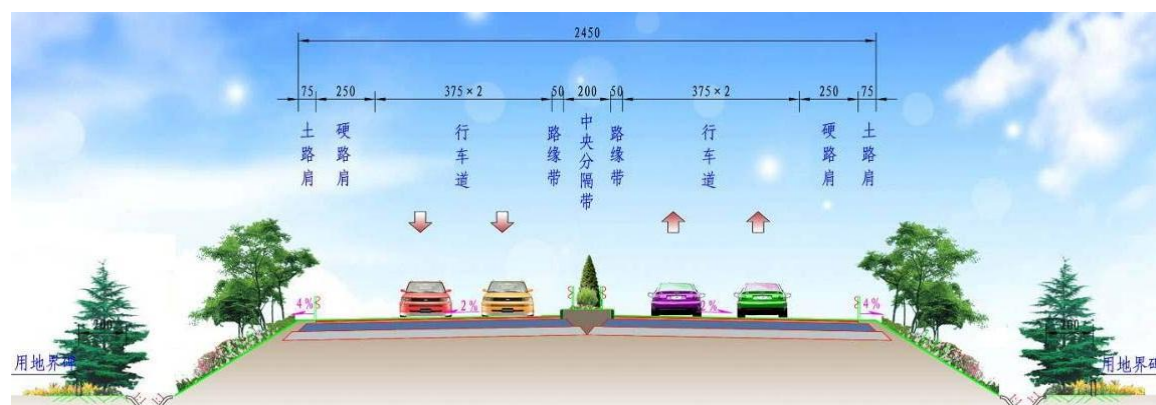 2450
75
250
375×2
50
200
50
375×2
250
75
土路肩
硬路肩
行车道
路缘带
中央分隔带
路缘带
行车道
硬路肩
土路肩
4%
2%
2%
4%
用地界碑
用地界碑